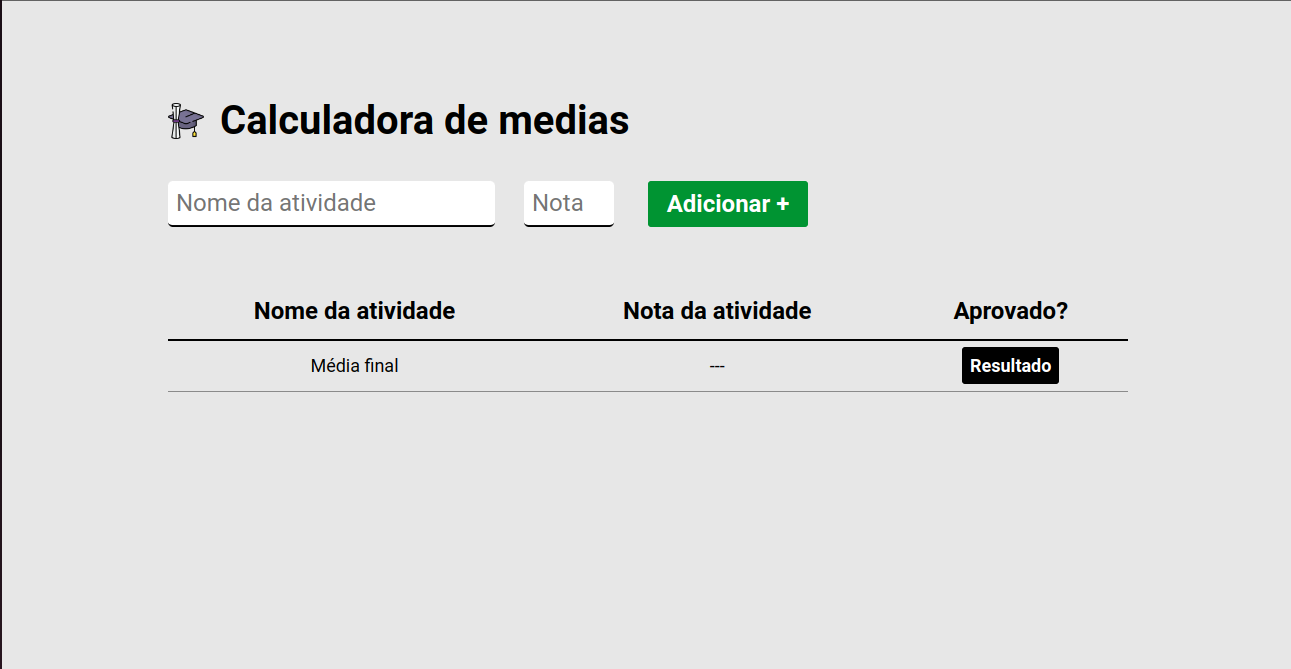 Calculadora de medias
Nome da atividade Nota Adicionar +
Nome da atividade Nota da atividade Aprovado?
Média final --- Resultado